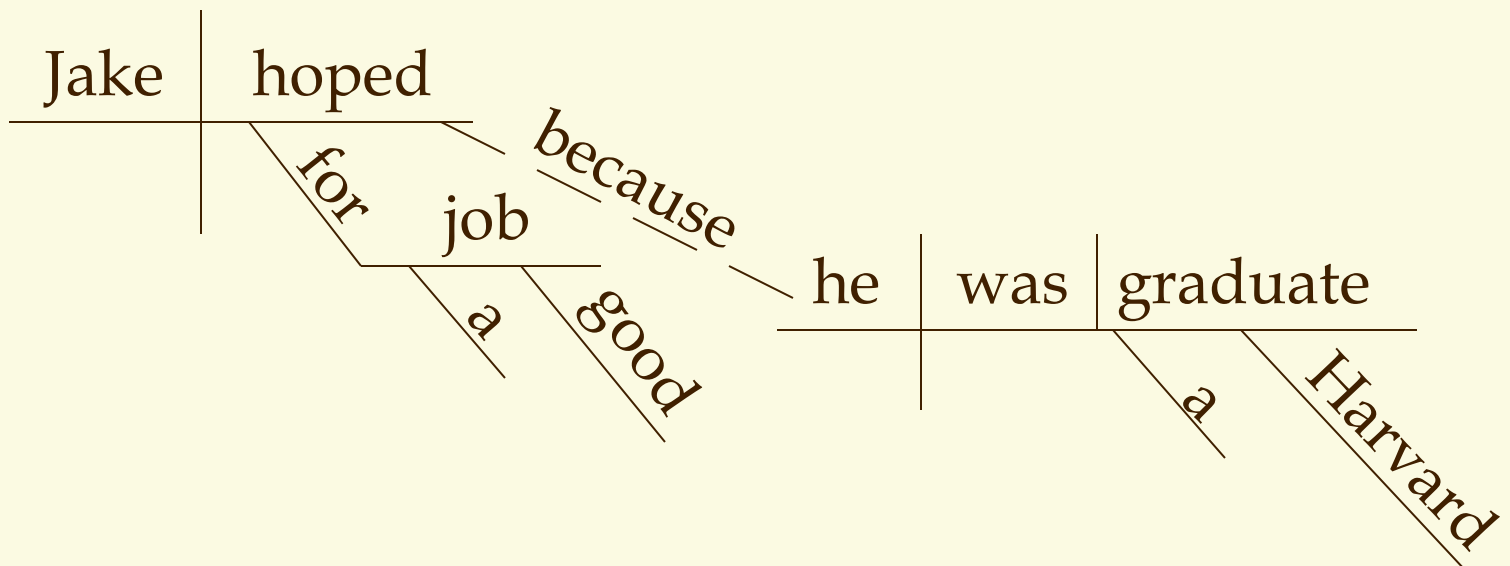 Jake hoped
for job because
a good
he was graduate
a Harvard